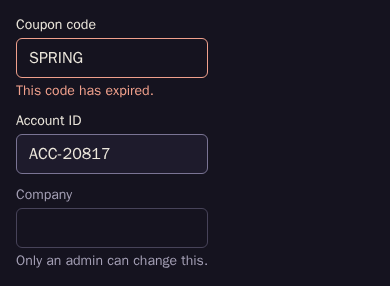 Coupon code
SPRING
This code has expired.
Account ID
ACC-20817
Company
Only an admin can change this.